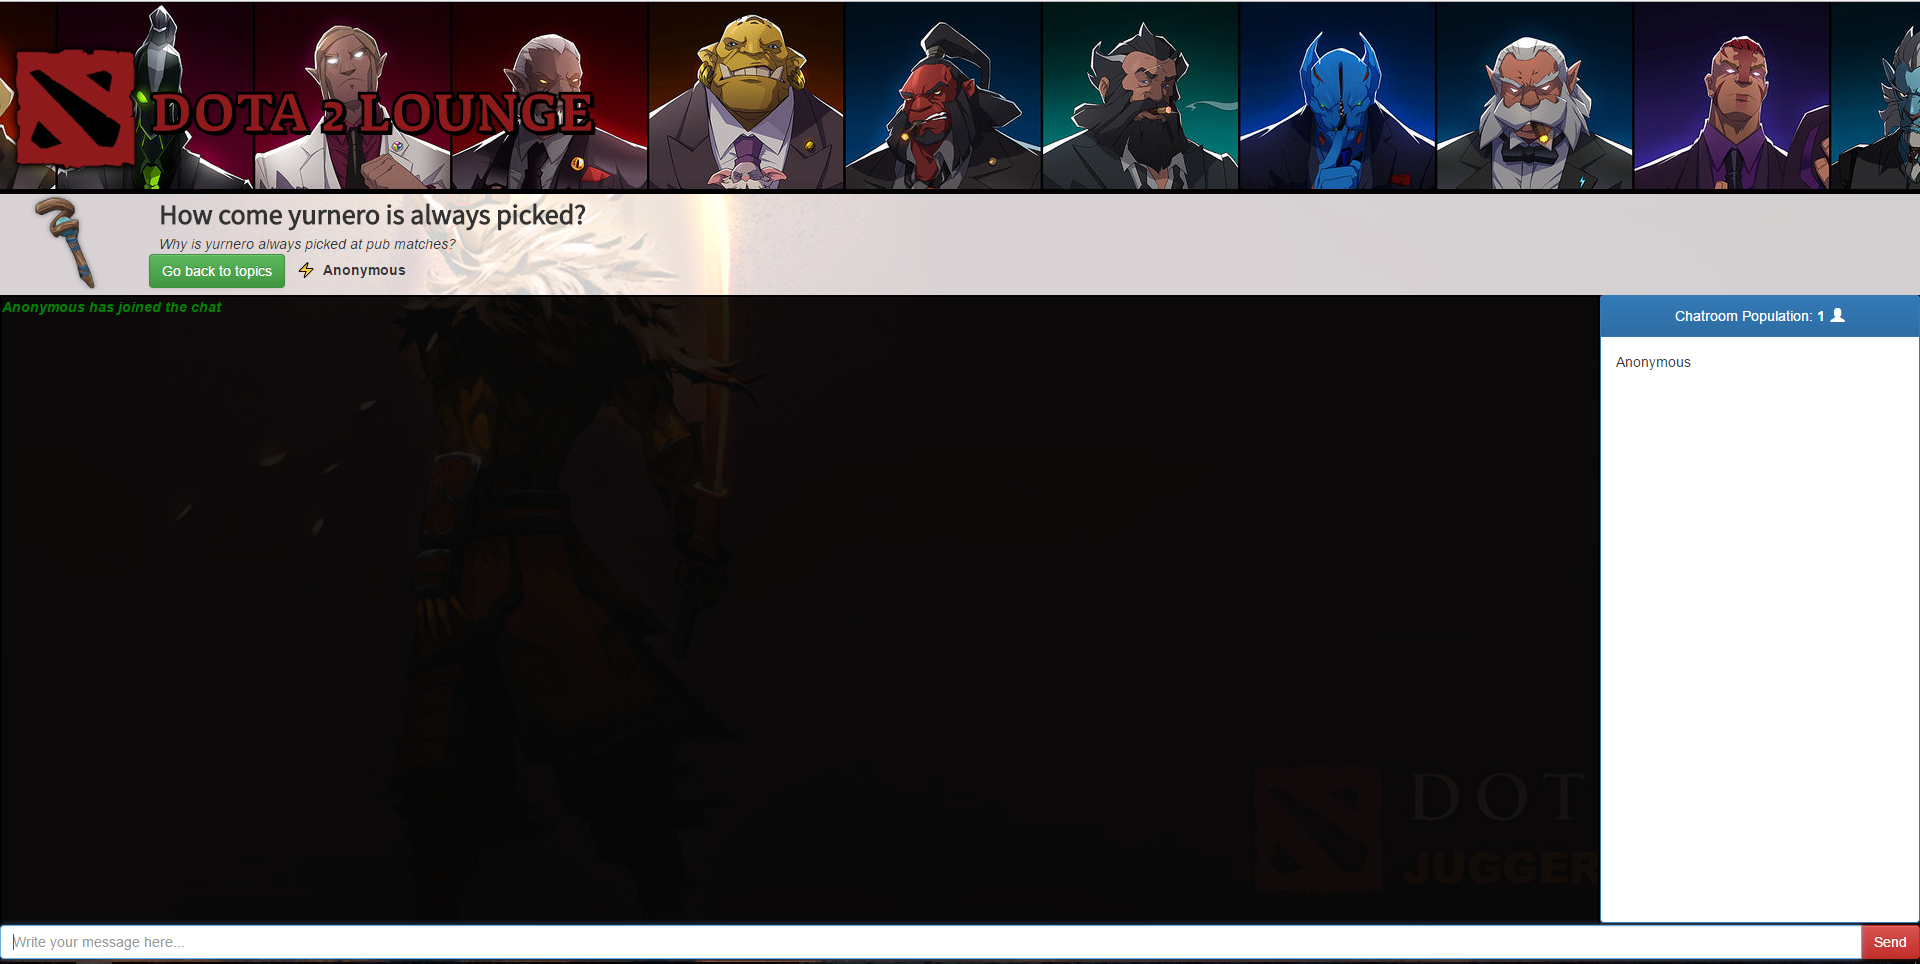 DOTA 2 LOUNGE
How come yurnero is always picked?
Why is yurnero always picked at pub matches?
Go back to topics
Anonymous
Anonymous has joined the chat
Chatroom Population: 1
Anonymous
DOT
JUGGER
Write your message here...
Send